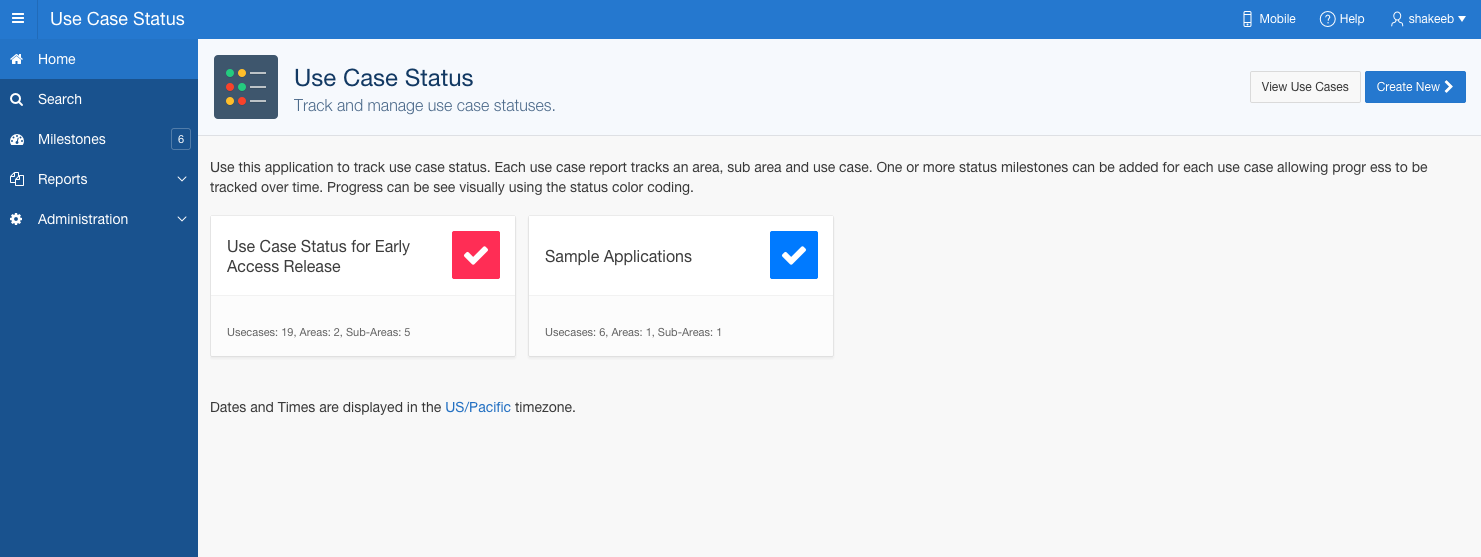 Use Case Status
Mobile
Help
shakeeb
Home
Search
Milestones
6
Reports
Administration
Use Case Status
Track and manage use case statuses.
View Use Cases
Create New
Use this application to track use case status. Each use case report tracks an area, sub area and use case. One or more status milestones can be added for each use case allowing progr ess to be
tracked over time. Progress can be see visually using the status color coding.
Use Case Status for Early
Access Release
Usecases: 19, Areas: 2, Sub-Areas: 5
Sample Applications
Usecases: 6, Areas: 1, Sub-Areas: 1
Dates and Times are displayed in the US/Pacific timezone.